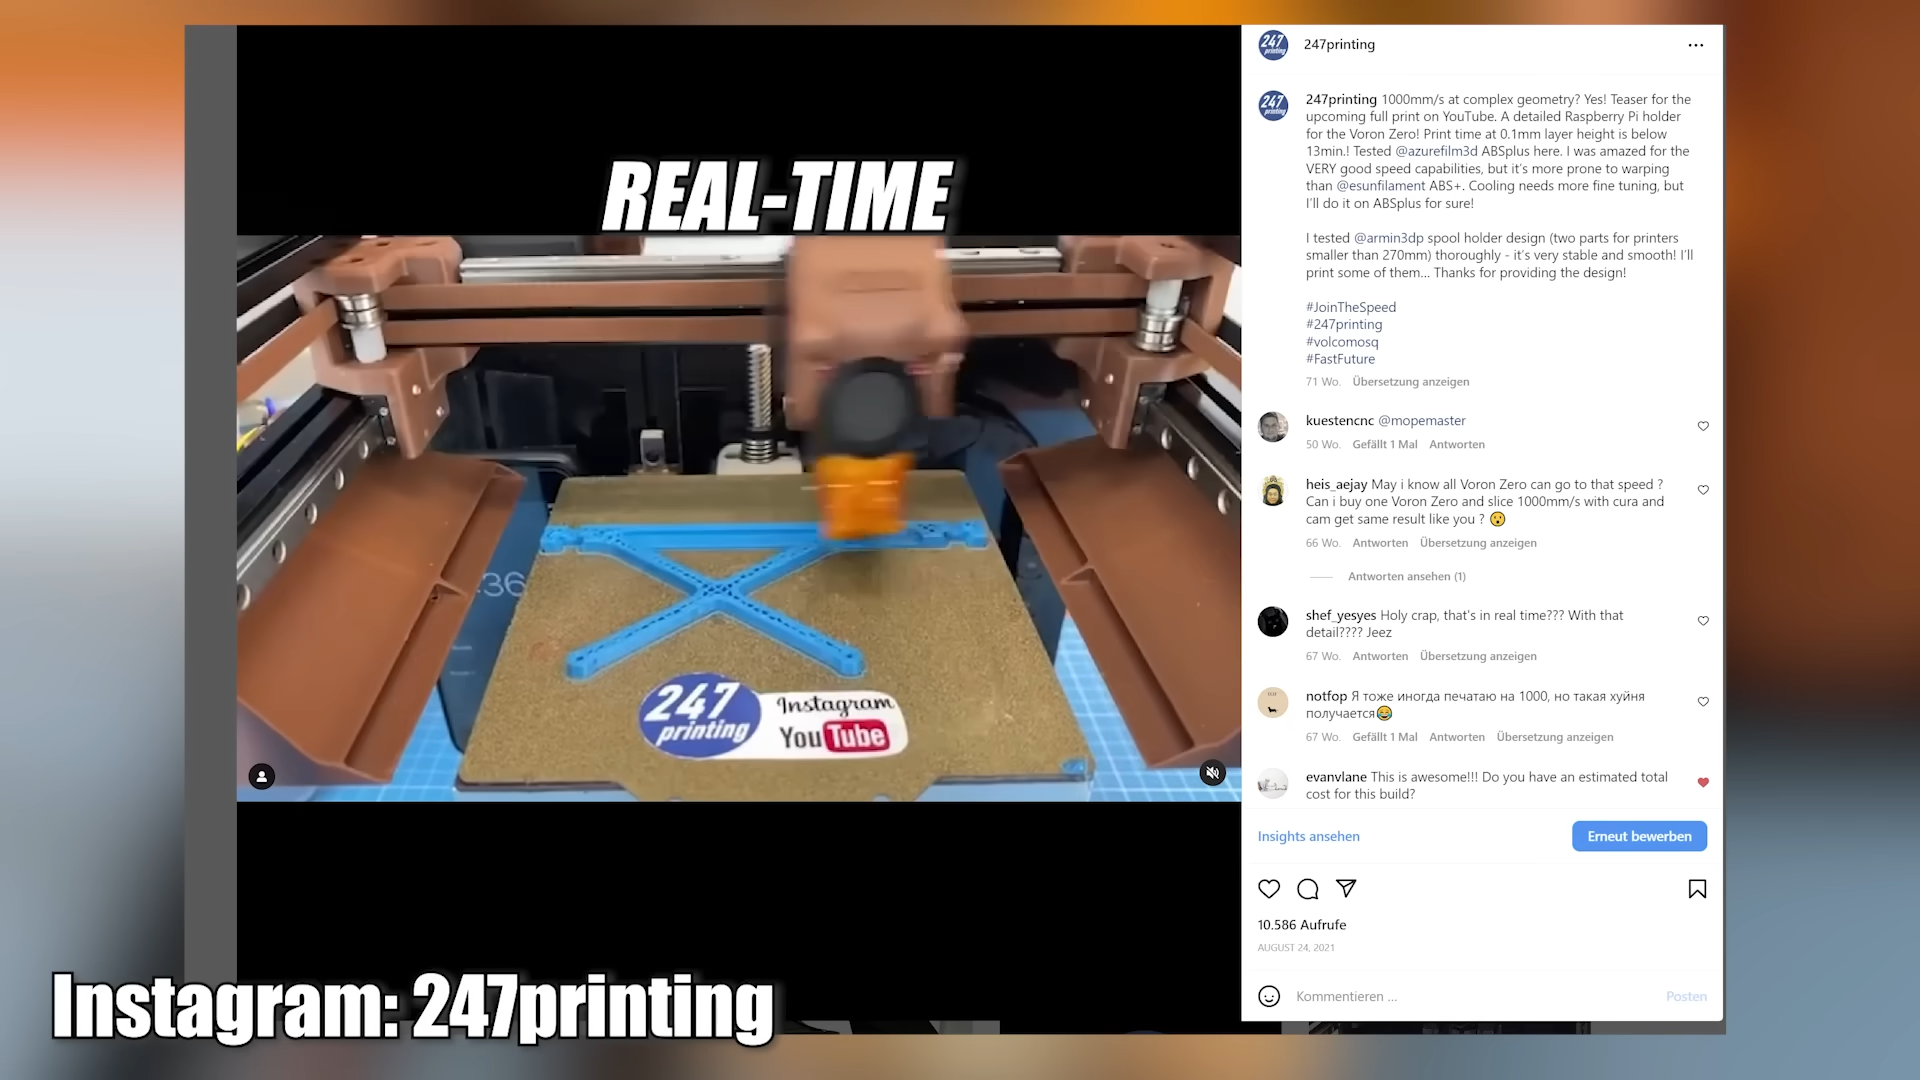 REAL-TIME
36
247
printing
Instagram
YouTube
Instagram: 247printing
247
printing
247printing
247
printing
247printing 1000mm/s at complex geometry? Yes! Teaser for the
upcoming full print on YouTube. A detailed Raspberry Pi holder
for the Voron Zero! Print time at 0.1mm layer height is below
13min.! Tested @azurefilm3d ABSplus here. I was amazed for the
VERY good speed capabilities, but it's more prone to warping
than @esunfilament ABS+. Cooling needs more fine tuning, but
I'll do it on ABSplus for sure!
I tested @armin3dp spool holder design (two parts for printers
smaller than 270mm) thoroughly - it's very stable and smooth! I'll
print some of them... Thanks for providing the design!
#JoinTheSpeed
#247printing
#volcomosq
#FastFuture
71 Wo. Übersetzung anzeigen
kuestencnc @mopemaster
50 Wo. Gefällt 1 Mal Antworten
heis_aejay May i know all Voron Zero can go to that speed ?
Can i buy one Voron Zero and slice 1000mm/s with cura and
cam get same result like you ? 😮
66 Wo. Antworten Übersetzung anzeigen
Antworten ansehen (1)
shef_yesyes Holy crap, that's in real time??? With that
detail???? Jeez
67 Wo. Antworten Übersetzung anzeigen
notfop Я тоже иногда печатаю на 1000, но такая хуйня
получается😂
67 Wo. Gefällt 1 Mal Antworten Übersetzung anzeigen
evanvlane This is awesome!!! Do you have an estimated total
cost for this build?
Insights ansehen Erneut bewerben
10.586 Aufrufe
AUGUST 24, 2021
Kommentieren ... Posten